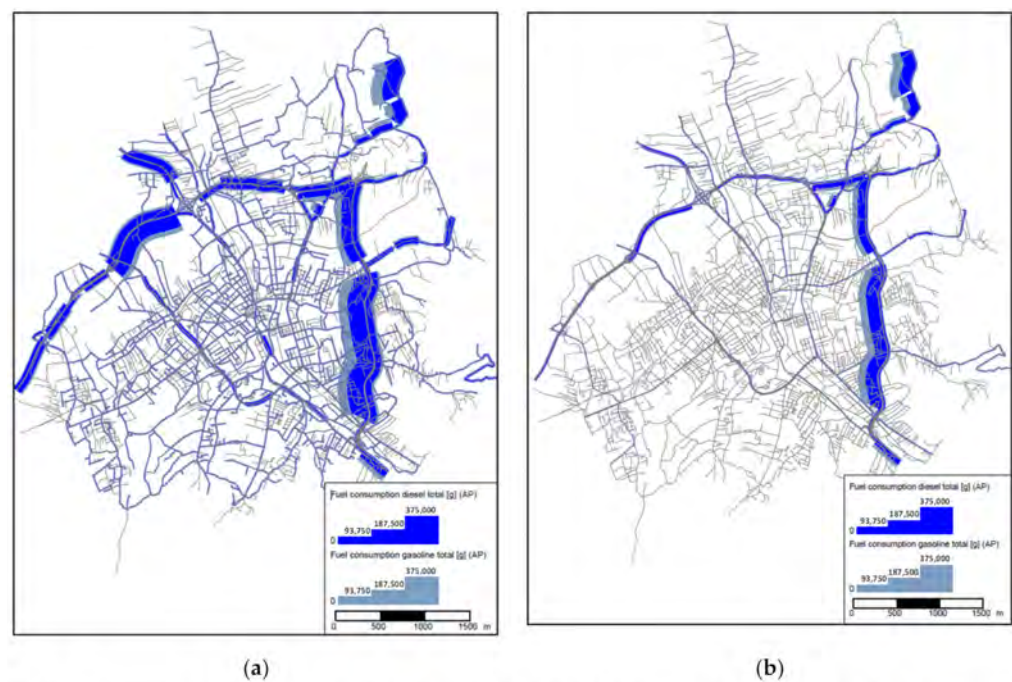 Fuel consumption diesel total [g] (AP)
375,000
187,500
93,750
0
Fuel consumption gasoline total [g] (AP)
375,000
187,500
93,750
0
0 500 1000 1500 m
Fuel consumption diesel total [g] (AP)
375,000
187,500
93,750
0
Fuel consumption gasoline total [g] (AP)
375,000
187,500
93,750
0
0 500 1000 1500 m
(a)
(b)